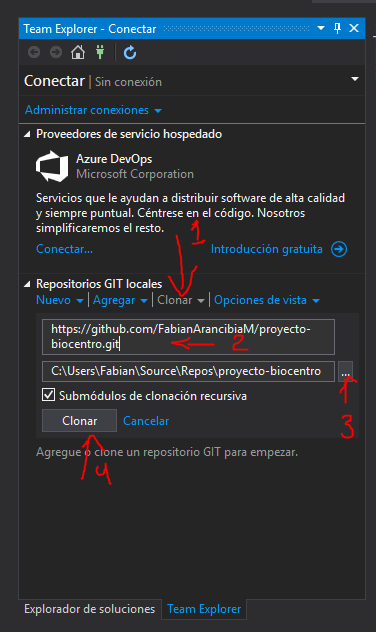 Team Explorer - Conectar
Conectar | Sin conexión
Administrar conexiones
Proveedores de servicio hospedado
Azure DevOps
Microsoft Corporation
Servicios que le ayudan a distribuir software de alta calidad
y siempre puntual. Céntrese en el código. Nosotros
simplificaremos el resto.
1
Conectar... Introducción gratuita
Repositorios GIT locales
Nuevo | Agregar | Clonar | Opciones de vista
https://github.com/FabianArancibiaM/proyecto-
biocentro.git
2
C:\Users\Fabian\Source\Repos\proyecto-biocentro ...
Submódulos de clonación recursiva
3
Clonar Cancelar
Agregue o clone un repositorio GIT para empezar.
4
Explorador de soluciones Team Explorer